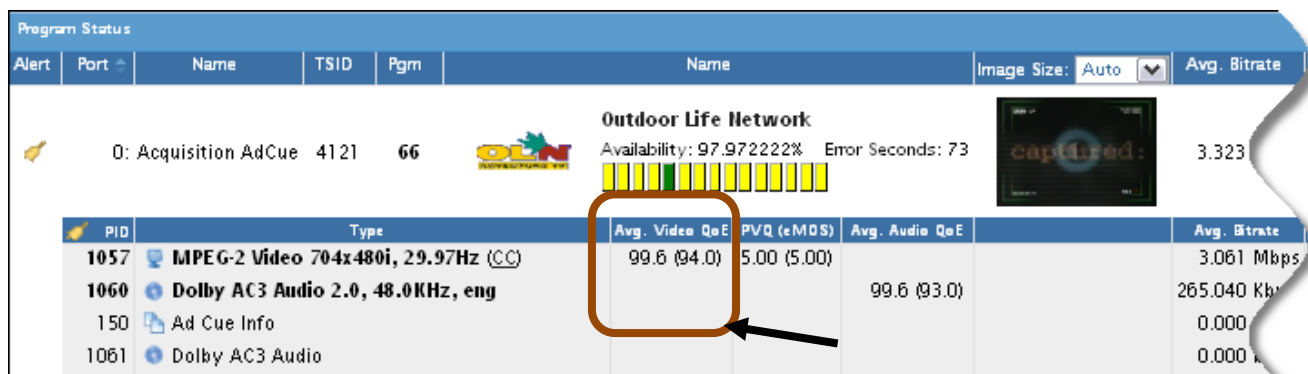 Program Status
Alert Port Name TSID Pgm Name Image Size: Auto Avg. Bitrate
Outdoor Life Network
0: Acquisition AdCue 4121 66 OLN Availability: 97.972222% Error Seconds: 73 captured: 3.323
PID Type Avg. Video QoE PVQ (eMOS) Avg. Audio QoE Avg. Bitrate
1057 MPEG-2 Video 704x480i, 29.97Hz (CC) 99.6 (94.0) 5.00 (5.00) 3.061 Mbps
1060 Dolby AC3 Audio 2.0, 48.0KHz, eng 99.6 (93.0) 265.040
150 Ad Cue Info 0.000
1061 Dolby AC3 Audio 0.000